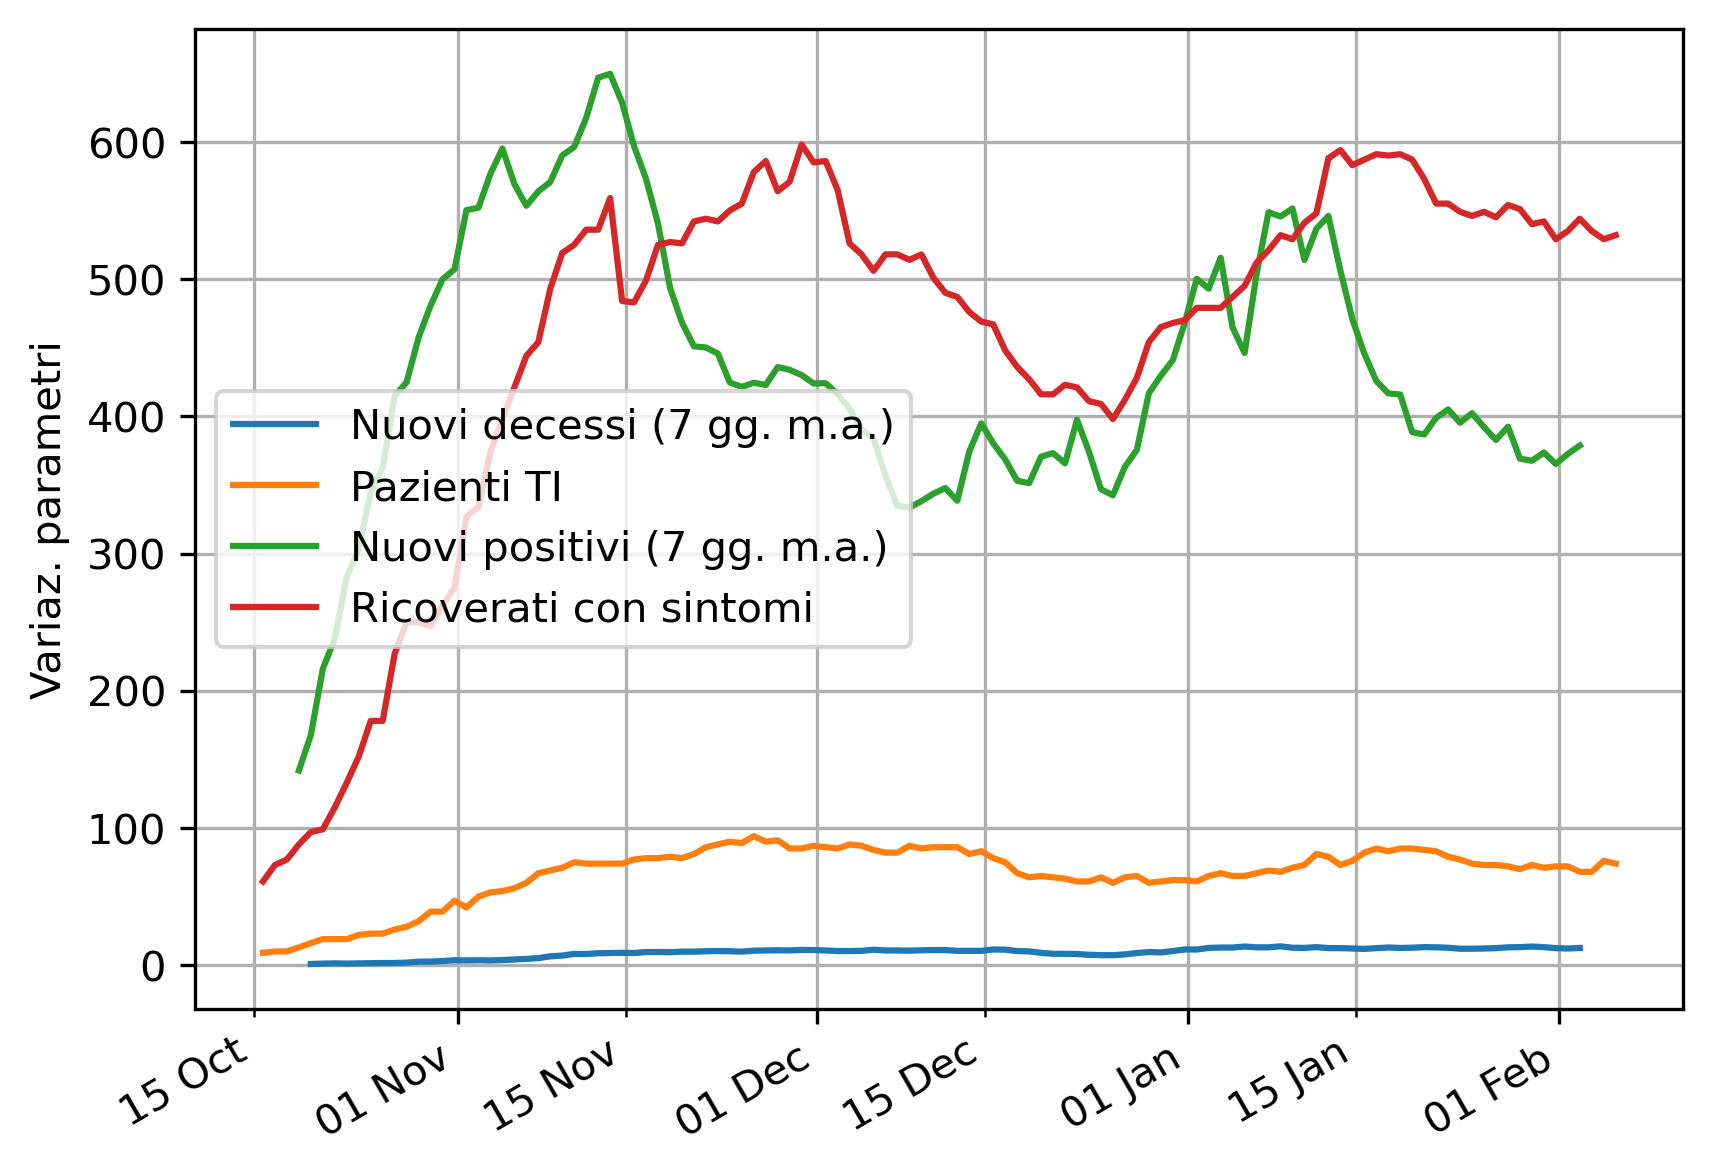 Variaz. parametri
600
500
400
300
200
100
0
Nuovi decessi (7 gg. m.a.)
Pazienti TI
Nuovi positivi (7 gg. m.a.)
Ricoverati con sintomi
15 Oct
01 Nov
15 Nov
01 Dec
15 Dec
01 Jan
15 Jan
01 Feb